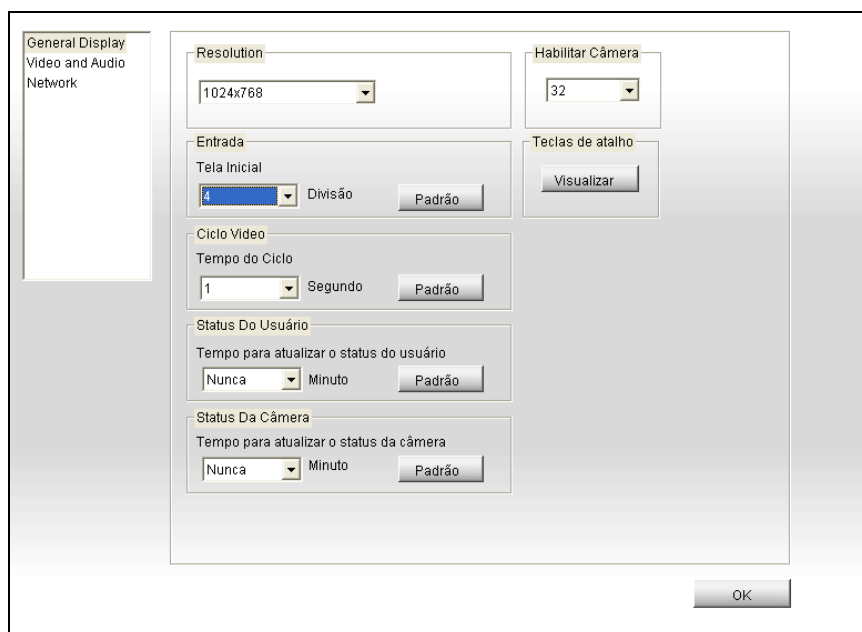 General Display
Video and Audio
Network
Resolution
1024x768
Habilitar Câmera
32
Entrada
Tela Inicial
4 Divisão Padrão
Teclas de atalho
Visualizar
Ciclo Video
Tempo do Ciclo
1 Segundo Padrão
Status Do Usuário
Tempo para atualizar o status do usuário
Nunca Minuto Padrão
Status Da Câmera
Tempo para atualizar o status da câmera
Nunca Minuto Padrão
OK